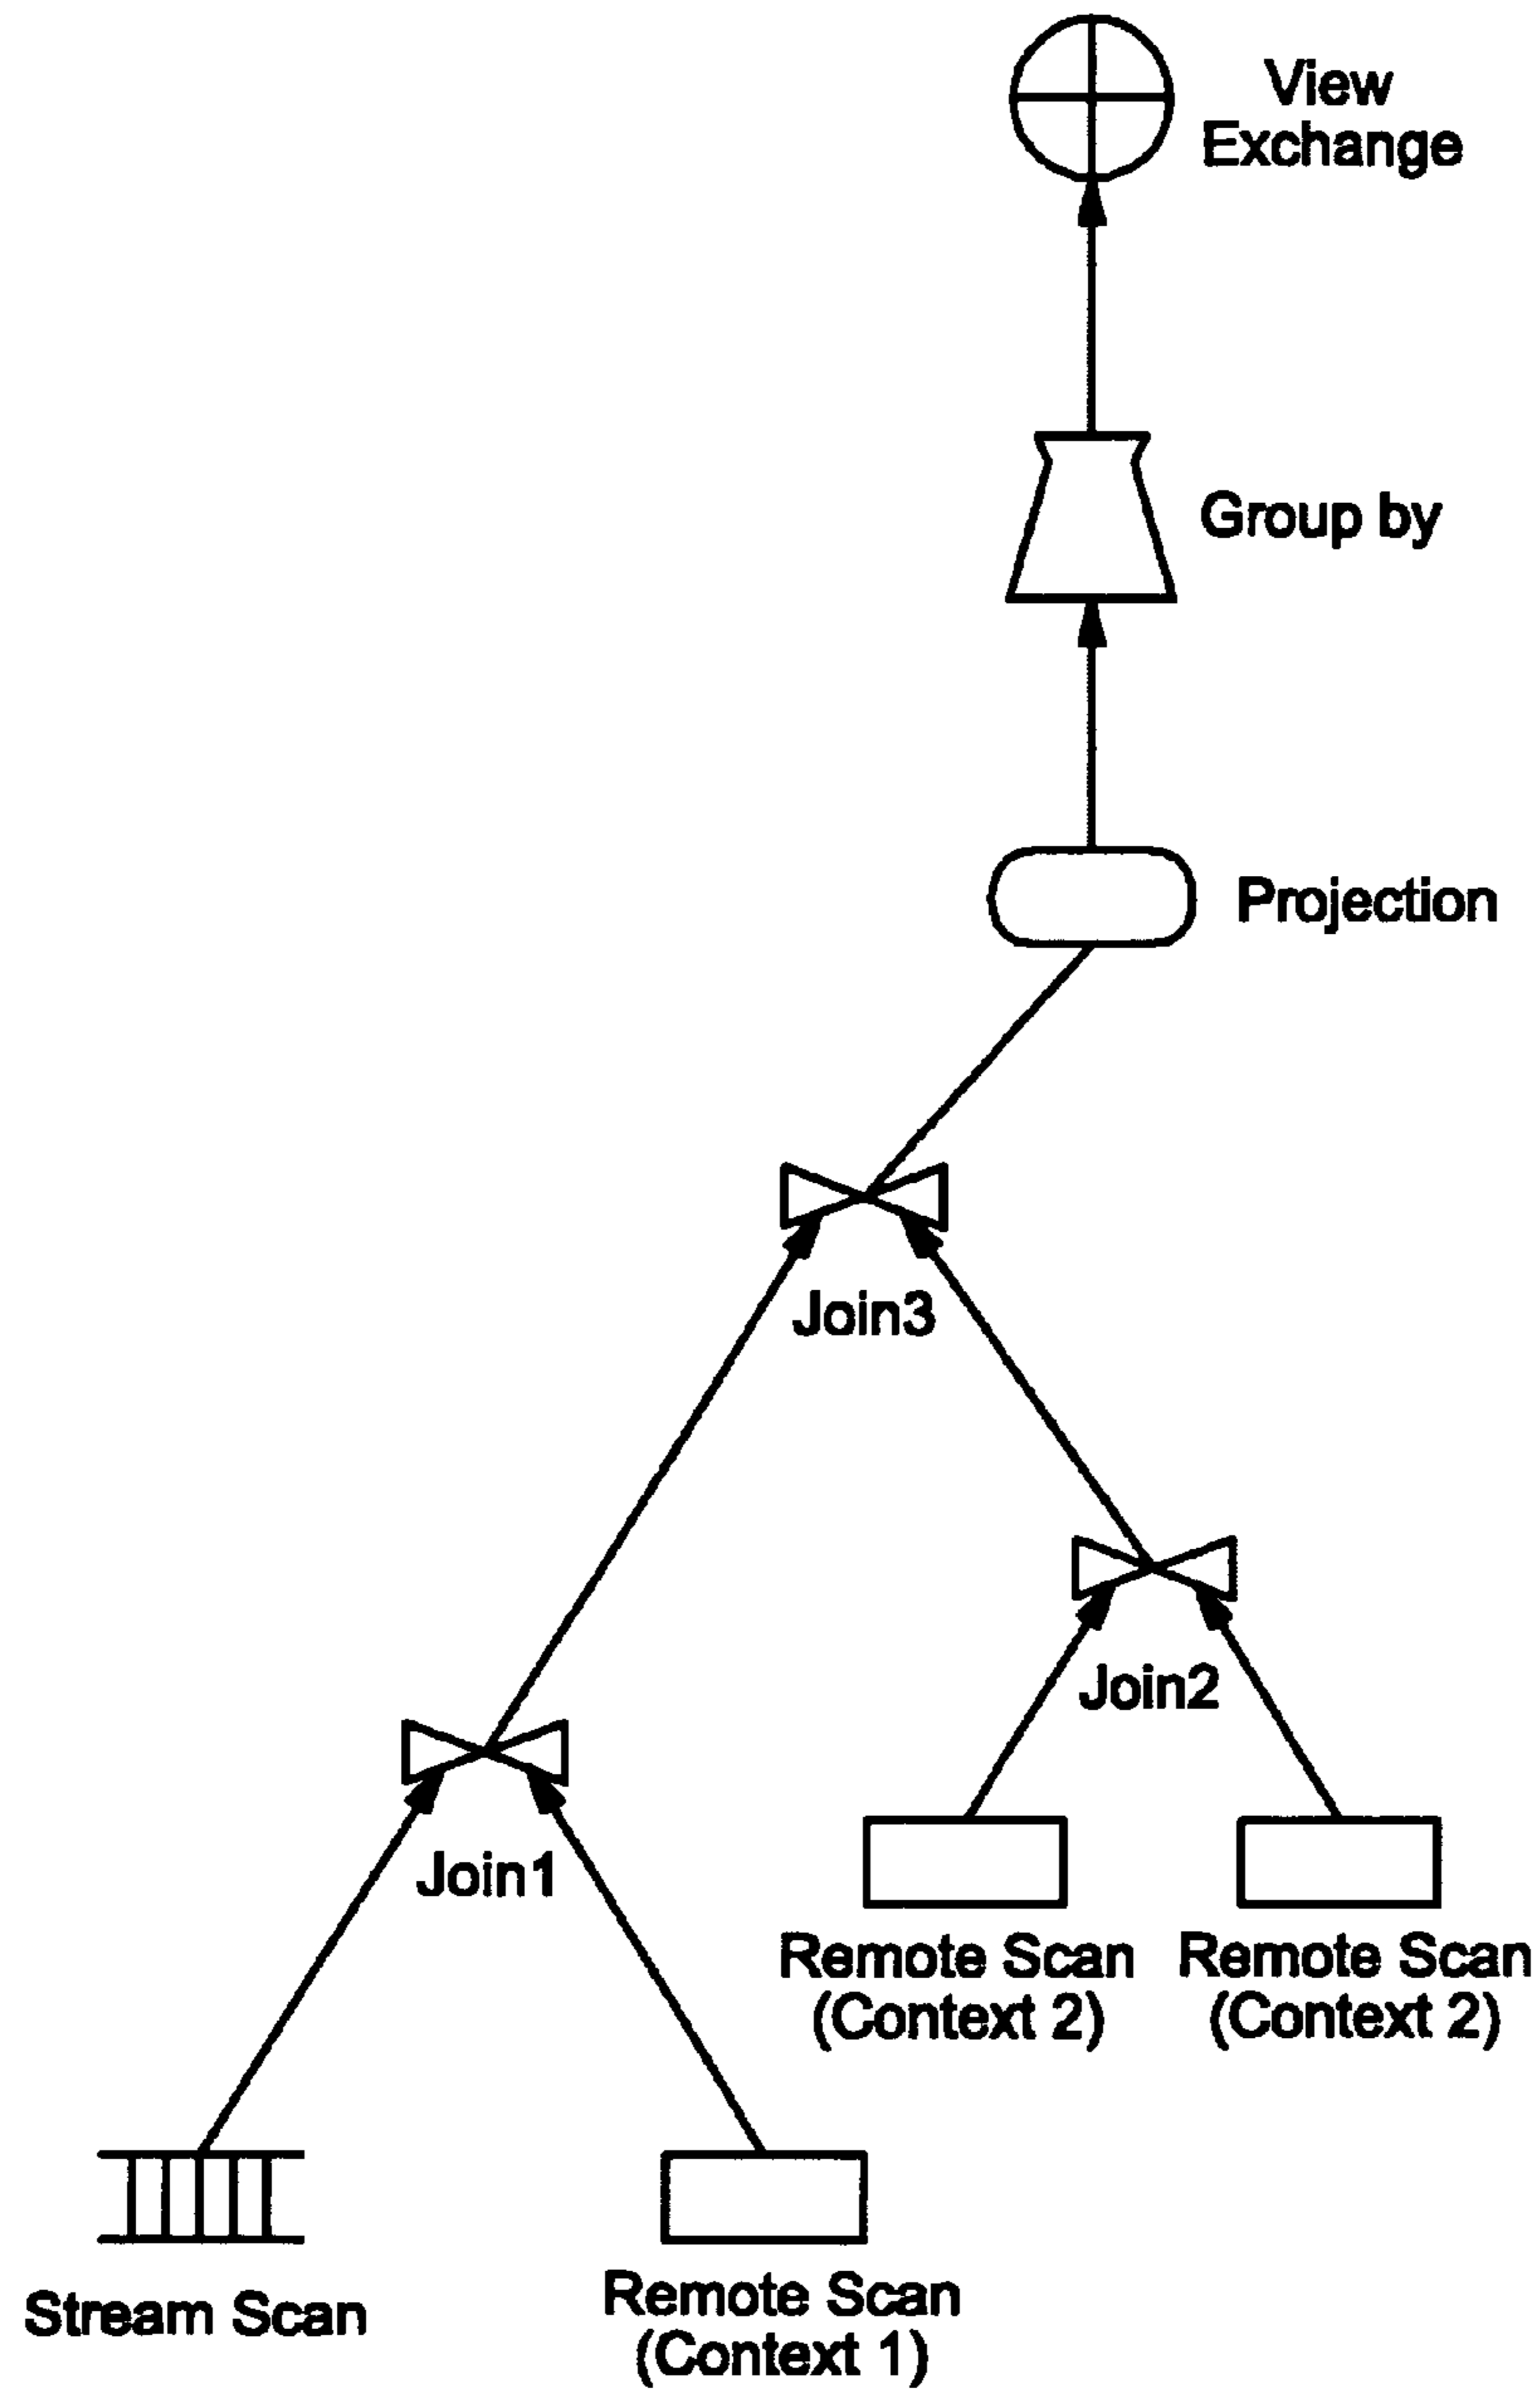 View
Exchange
Group by
Projection
Join3
Join2
Join1
Remote Scan
(Context 2)
Remote Scan
(Context 2)
Stream Scan
Remote Scan
(Context 1)